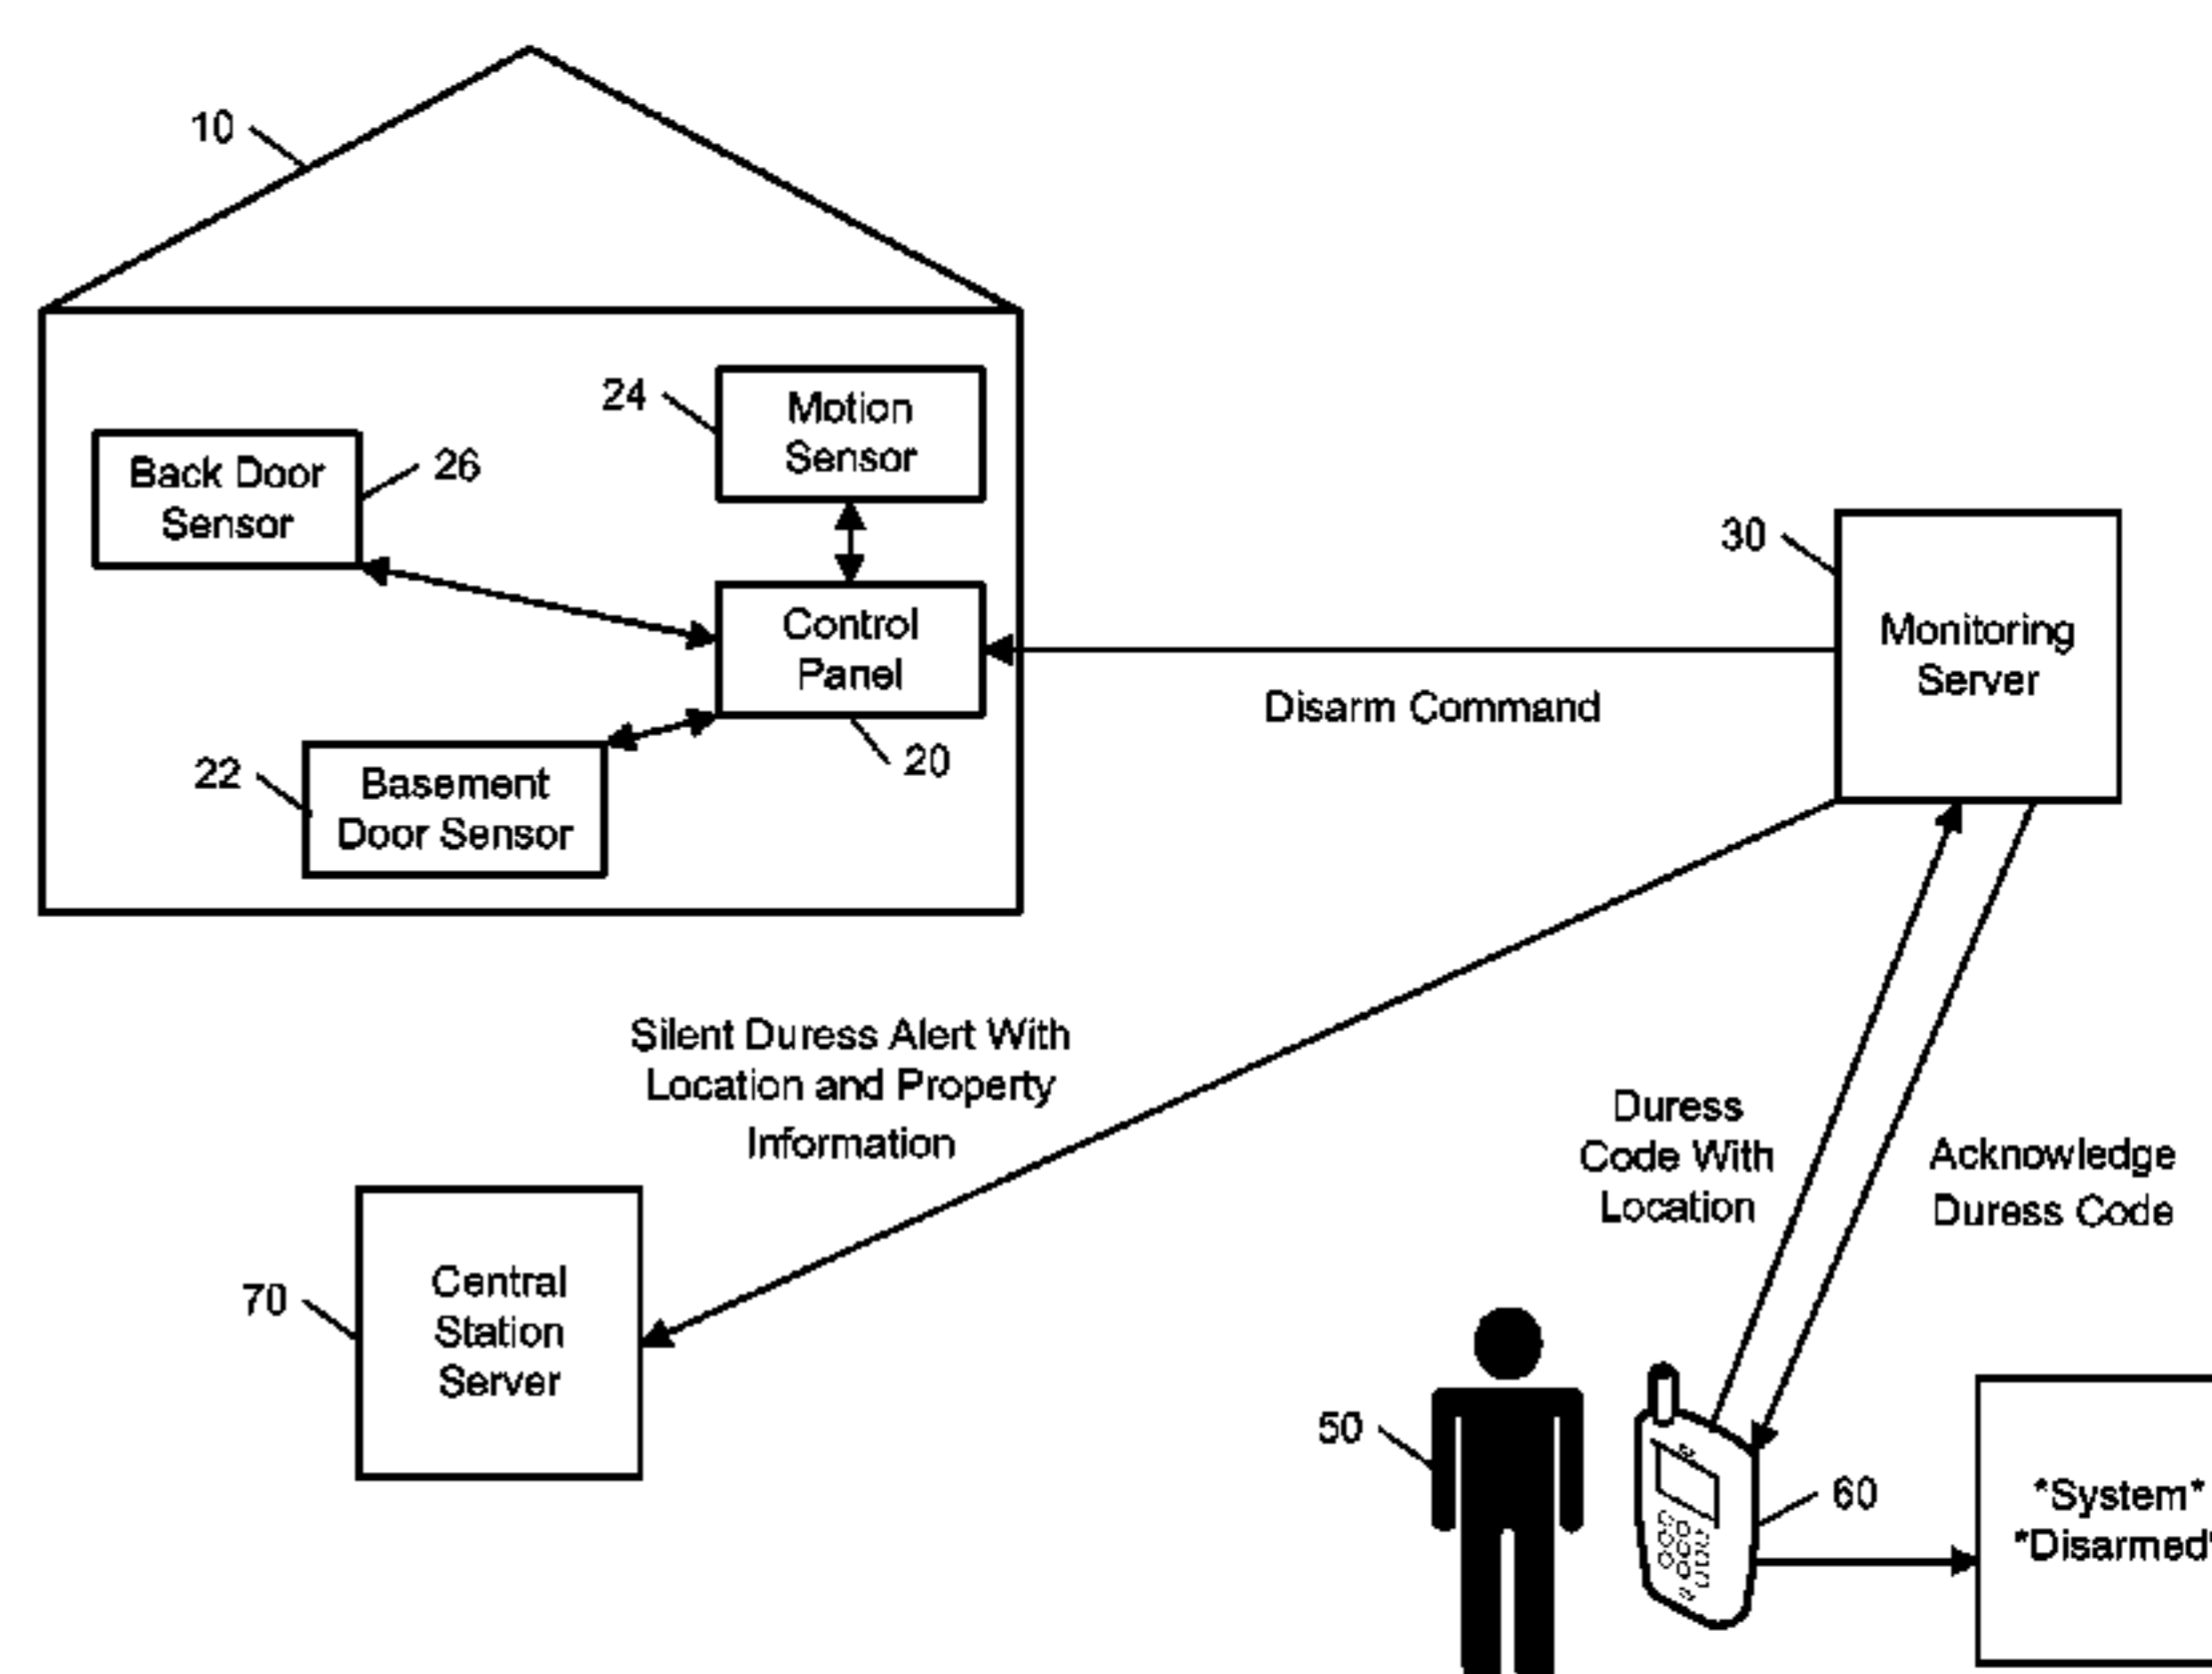 10
24
Motion
Sensor
Back Door
Sensor
26
30
Monitoring
Server
Control
Panel
Disarm Command
20
22
Basement
Door Sensor
Silent Duress Alert With
Location and Property
Information
Duress
Code With
Location
Acknowledge
Duress Code
70
Central
Station
Server
50
60
*System*
*Disarmed*